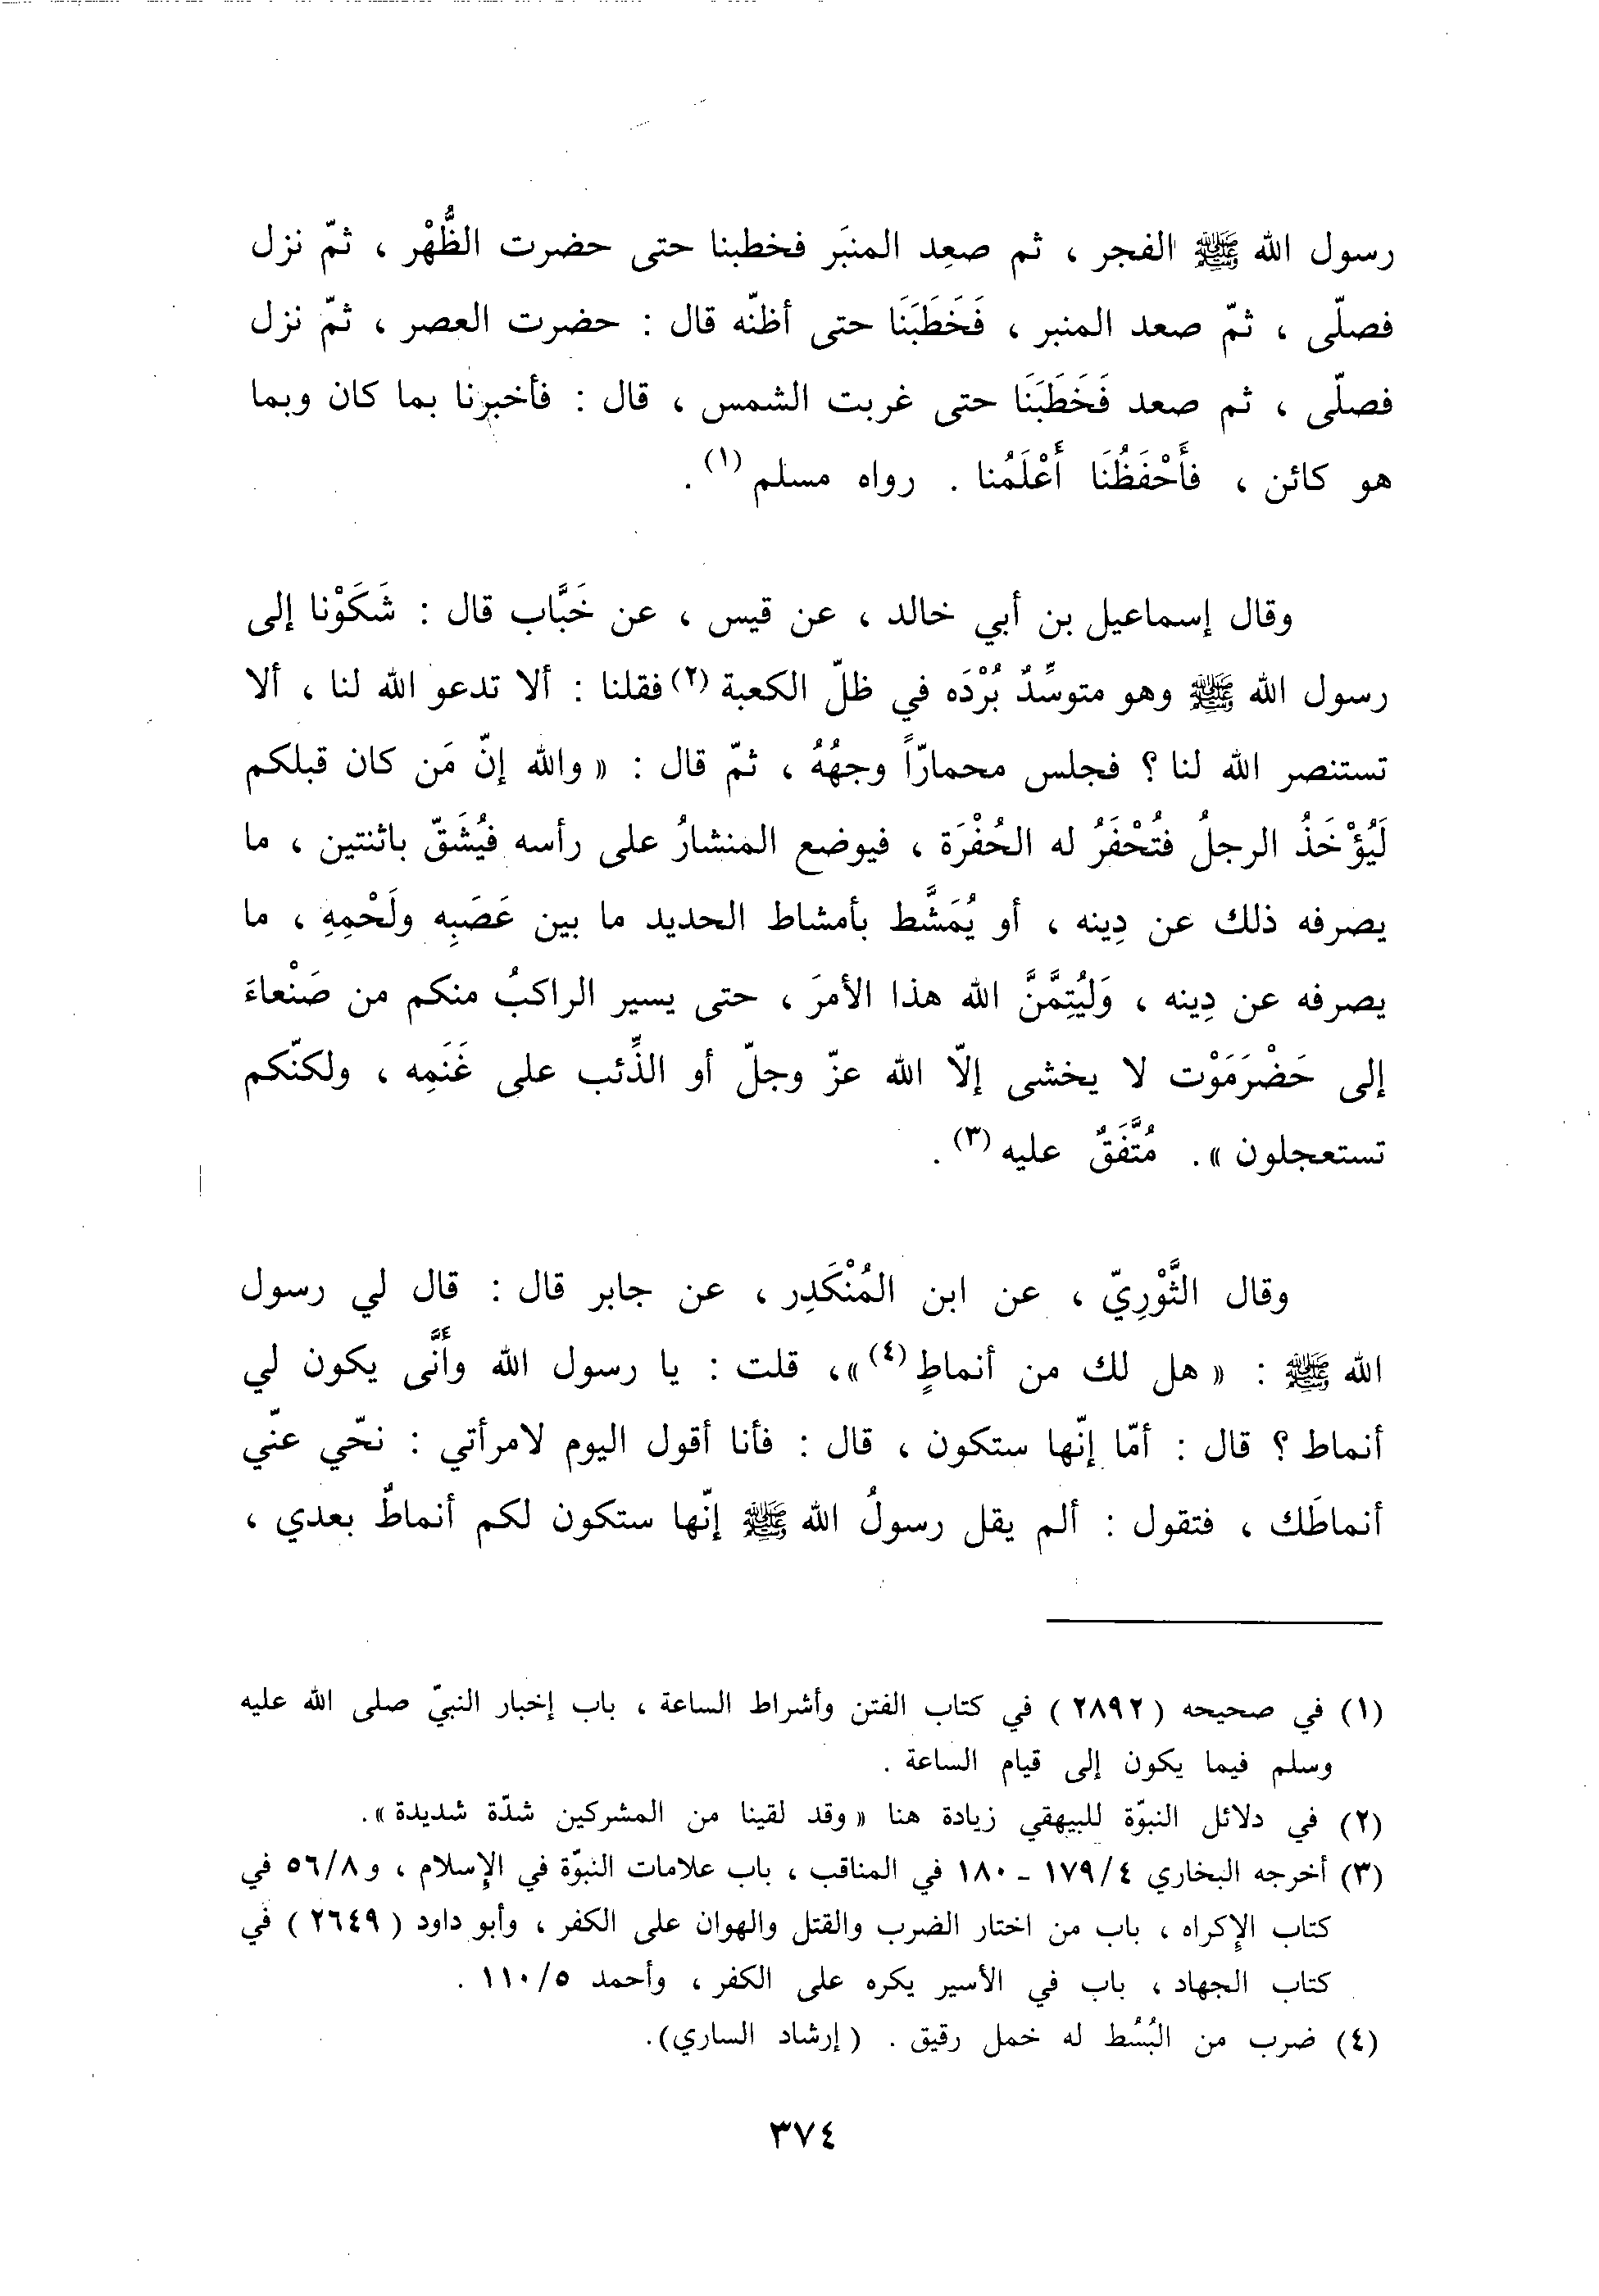 رسول الله ﷺ الفجر ، ثم صعِد المنبَر فخطبنا حتى حضرت الظُّهْر ، ثمّ نزل
فصلّى ، ثمّ صعد المنبر ، فَخَطَبَنَا حتى أظنّه قال : حضرت العصر ، ثمّ نزل
فصلّى ، ثم صعد فَخَطَبَنَا حتى غربت الشمس ، قال : فأخبرنا بما كان وبما
هو كائن ، فأَحْفَظُنَا أَعْلَمُنا . رواه مسلم (١) .
وقال إسماعيل بن أبي خالد ، عن قيس ، عن خَبَّاب قال : شَكَوْنا إلى
رسول الله ﷺ وهو متوسِّدٌ بُرْدَه في ظلّ الكعبة (٢) فقلنا : ألا تدعو الله لنا ، ألا
تستنصر الله لنا ؟ فجلس محمارّاً وجهُهُ ، ثمّ قال : « والله إنّ مَن كان قبلكم
لَيُؤْخَذُ الرجلُ فتُحْفَرُ له الحُفْرَة ، فيوضع المنشارُ على رأسه فيُشَقّ باثنتين ، ما
يصرفه ذلك عن دِينه ، أو يُمَشَّط بأمشاط الحديد ما بين عَصَبِه ولَحْمِهِ ، ما
يصرفه عن دِينه ، وَلَيُتِمَّنَّ الله هذا الأمرَ ، حتى يسير الراكبُ منكم من صَنْعاءَ
إلى حَضْرَمَوْت لا يخشى إلّا الله عزّ وجلّ أو الذِّئب على غَنَمِه ، ولكنّكم
تستعجلون ». مُتَّفَقٌ عليه (٣) .
وقال الثَّوْرِيّ ، عن ابن المُنْكَدِر ، عن جابر قال : قال لي رسول
الله ﷺ : « هل لك من أنماطٍ (٤) »، قلت : يا رسول الله وأَنَّى يكون لي
أنماط ؟ قال : أمّا إنّها ستكون ، قال : فأنا أقول اليوم لامرأتي : نحّي عنّي
أنماطَك ، فتقول : ألم يقل رسولُ الله ﷺ إنّها ستكون لكم أنماطٌ بعدي ،
(١) في صحيحه ( ٢٨٩٢ ) في كتاب الفتن وأشراط الساعة ، باب إخبار النبيّ صلى الله عليه
وسلم فيما يكون إلى قيام الساعة .
(٢) في دلائل النبوّة للبيهقي زيادة هنا « وقد لقينا من المشركين شدّة شديدة ».
(٣) أخرجه البخاري ١٧٩/٤ ـ ١٨٠ في المناقب ، باب علامات النبوّة في الإسلام ، و ٥٦/٨ في
كتاب الإكراه ، باب من اختار الضرب والقتل والهوان على الكفر ، وأبو داود ( ٢٦٤٩ ) في
كتاب الجهاد ، باب في الأسير يكره على الكفر ، وأحمد ١١٠/٥ .
(٤) ضرب من البُسُط له خمل رقيق . ( إرشاد الساري).
٣٧٤